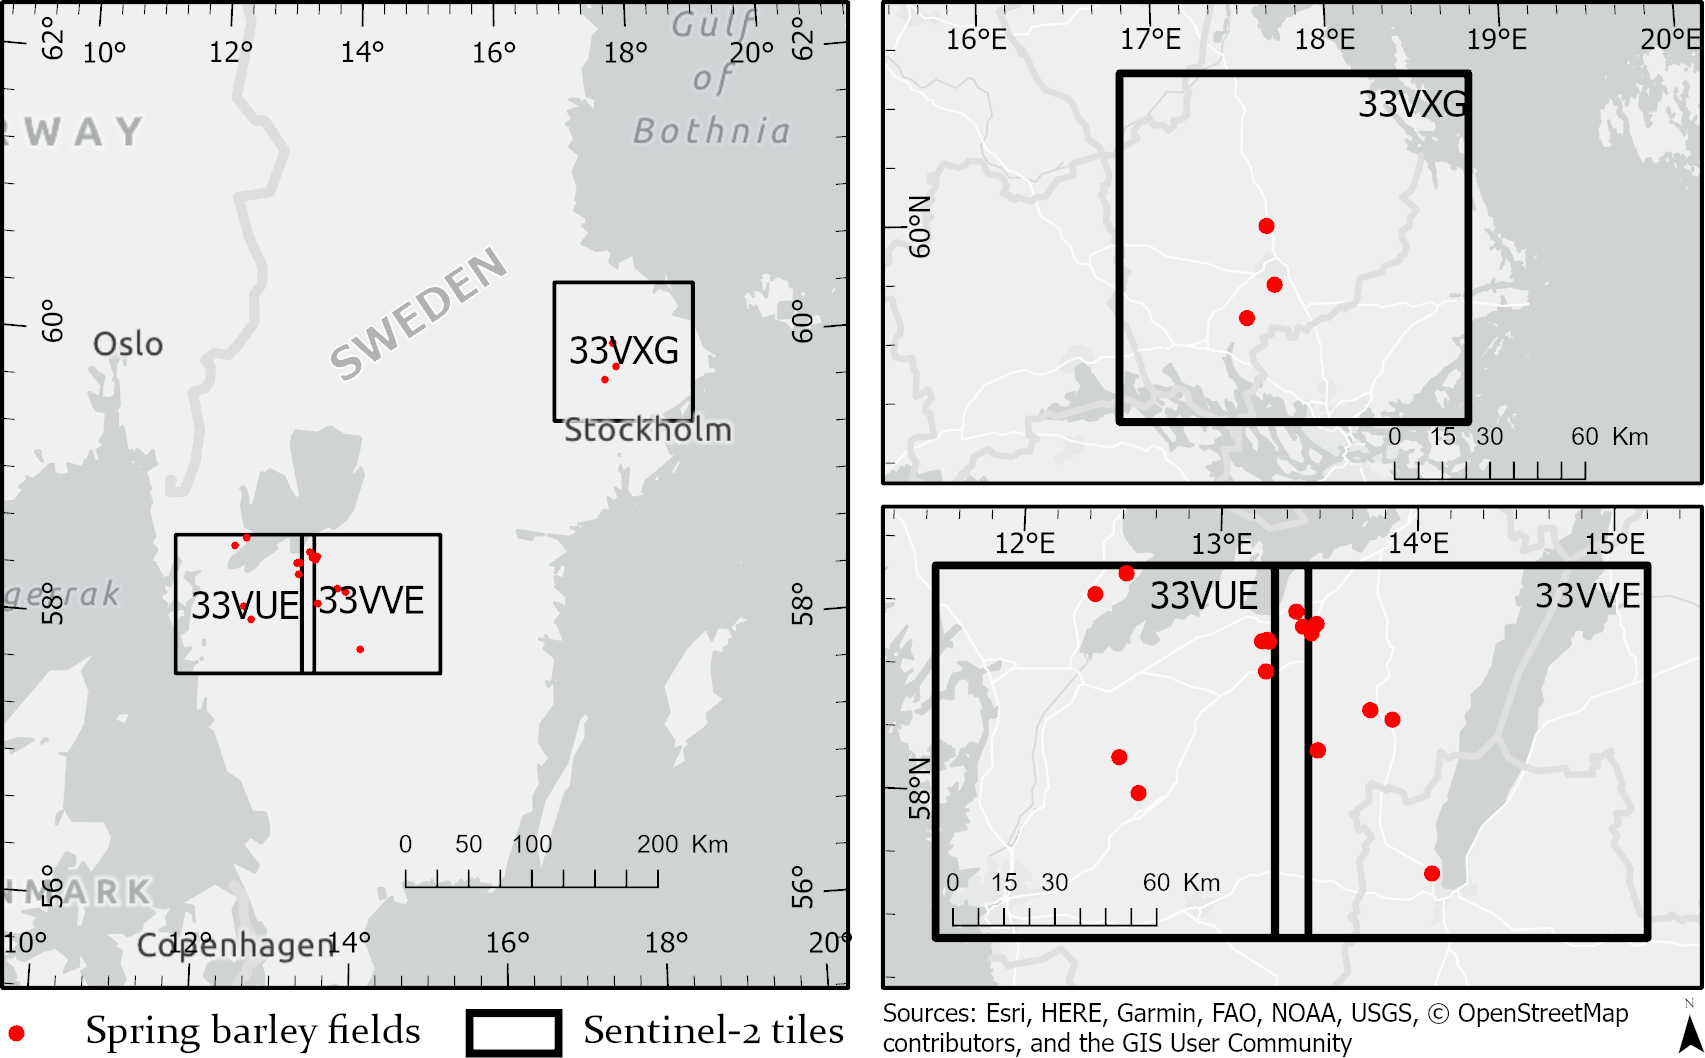 62°
10°
12°
14°
16°
18°
20°
62°
Gulf
of
Bothnia
RWAY
SWEDEN
60°
Oslo
60°
33VXG
Stockholm
58°
gerrak
33VUE
33VVE
58°
0 50 100 200 Km
56°
NMARK
56°
Copenhagen
10°
12°
14°
16°
18°
20°
16°E
17°E
18°E
19°E
20°E
33VXG
60°N
0 15 30 60 Km
12°E
13°E
14°E
15°E
33VUE
33VVE
58°N
0 15 30 60 Km
Spring barley fields
Sentinel-2 tiles
Sources: Esri, HERE, Garmin, FAO, NOAA, USGS, © OpenStreetMap
contributors, and the GIS User Community
N